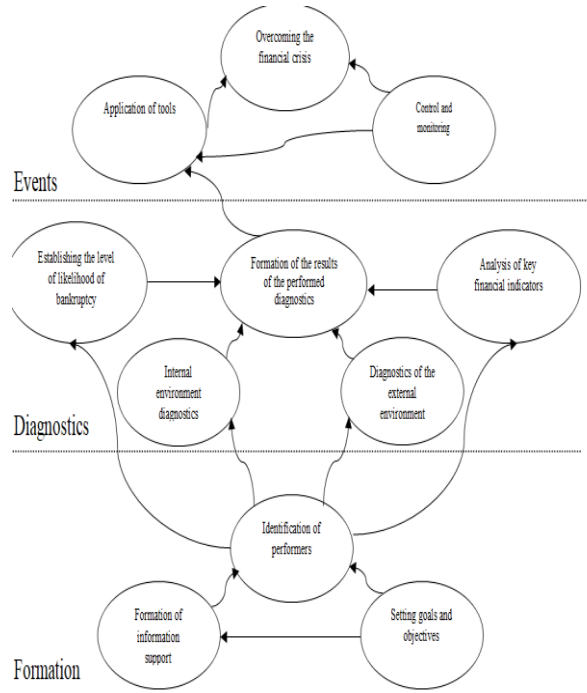 Overcoming the
financial crisis
Application of tools
Control and
monitoring
Events
Establishing the level
of likelihood of
bankruptcy
Formation of the results
of the performed
diagnostics
Analysis of key
financial indicators
Internal
environment
diagnostics
Diagnostics of the
external
environment
Diagnostics
Identification of
performers
Formation of
information
support
Setting goals and
objectives
Formation